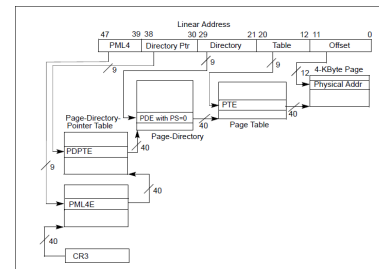 Linear Address
47 39 38 30 29 21 20 12 11 0
PML4 Directory Ptr Directory Table Offset
9 9 9 12 4-KByte Page
Physical Addr
PTE
Page-Directory-
Pointer Table
PDE with PS=0
40
40
40
Page Table
Page-Directory
PDPTE
40
9
40
PML4E
40
CR3